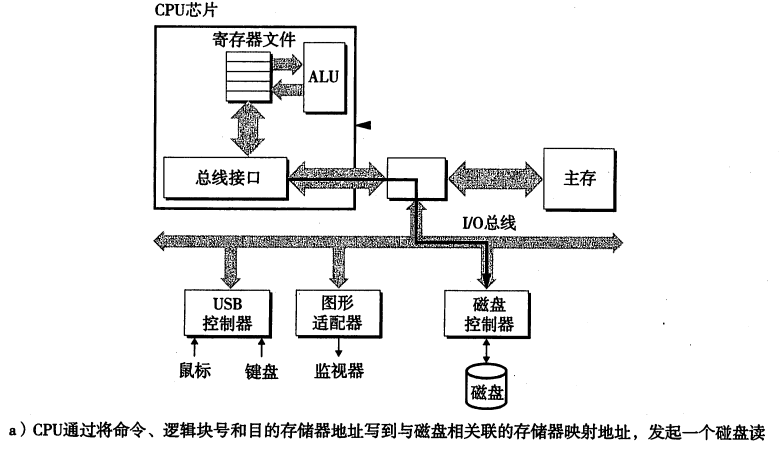 CPU芯片
寄存器文件
ALU
总线接口
主存
I/O总线
USB
控制器
图形
适配器
磁盘
控制器
鼠标
键盘
监视器
磁盘
a）CPU通过将命令、逻辑块号和目的存储器地址写到与磁盘相关联的存储器映射地址，发起一个磁盘读